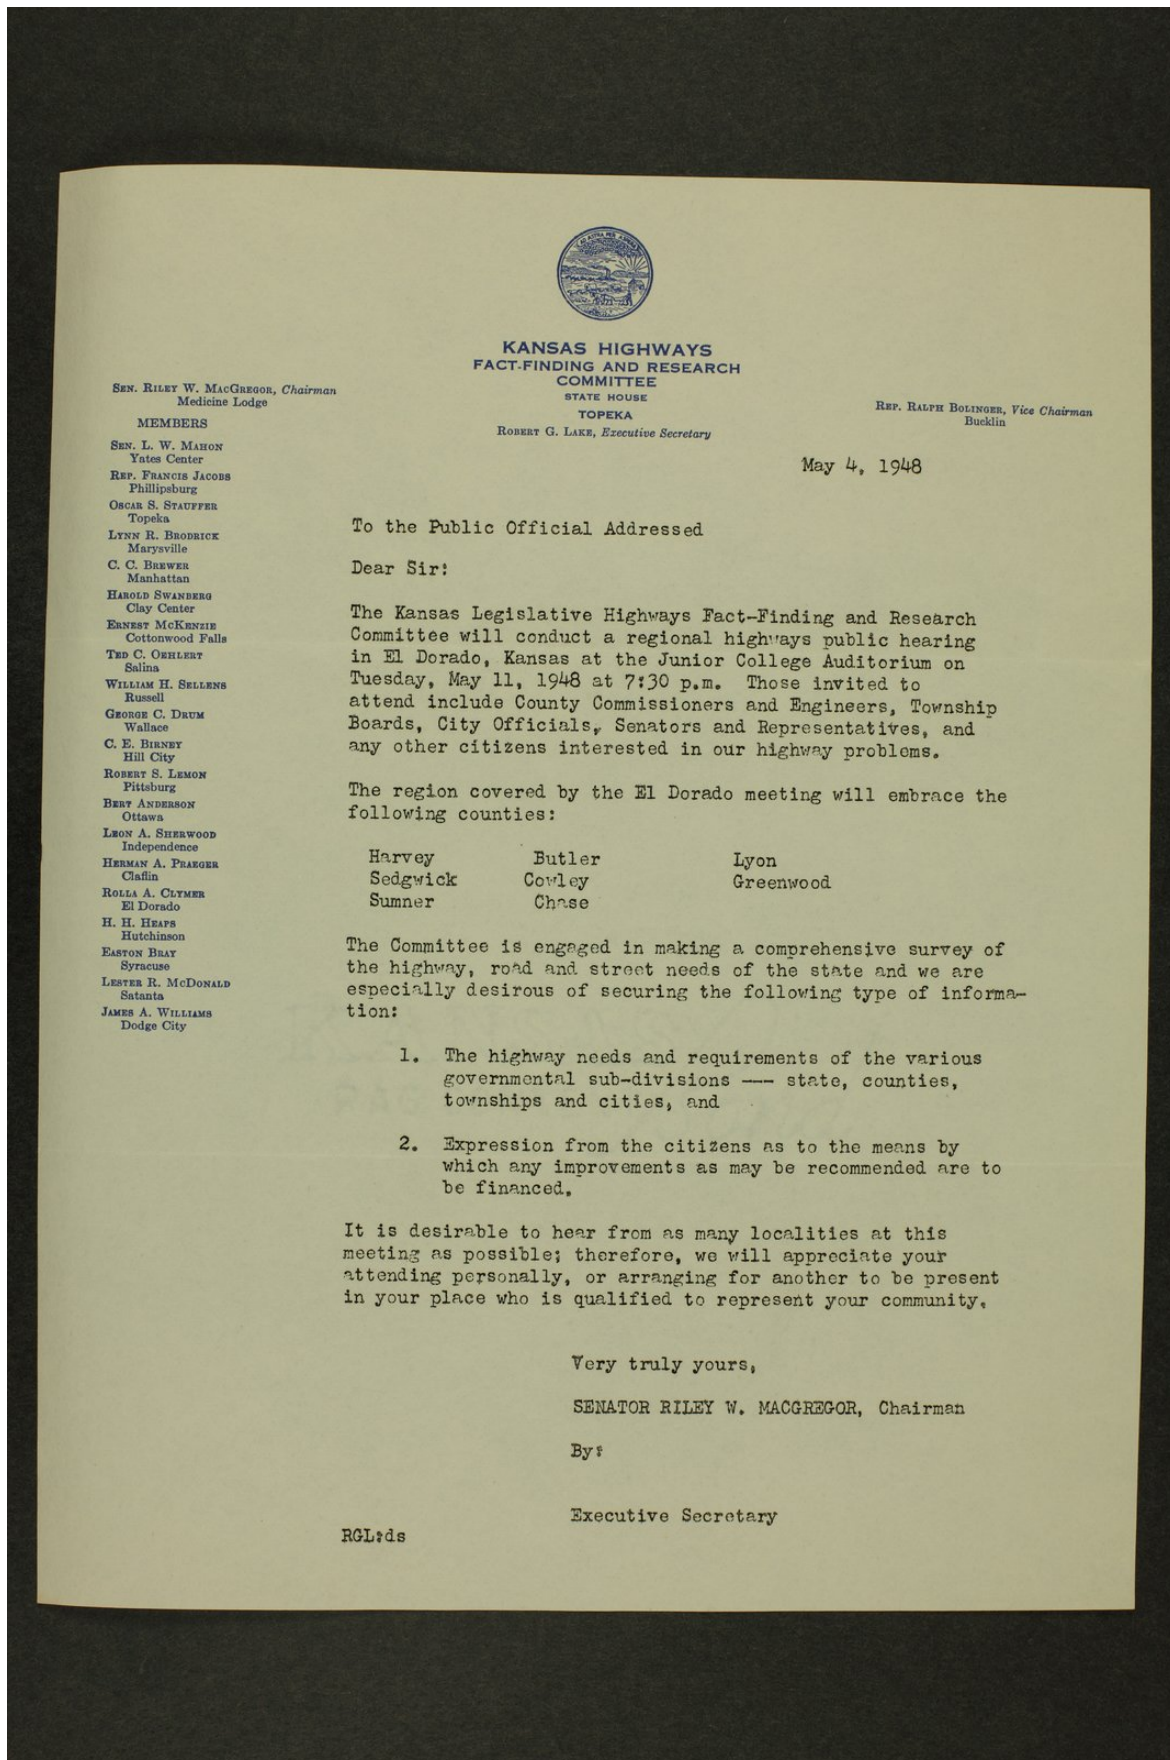 KANSAS HIGHWAYS
FACT-FINDING AND RESEARCH
COMMITTEE
STATE HOUSE
TOPEKA
ROBERT G. LAKE, Executive Secretary
SEN. RILEY W. MACGREGOR, Chairman
Medicine Lodge
MEMBERS
SEN. L. W. MAHON
Yates Center
REP. FRANCIS JACOBS
Phillipsburg
OSCAR S. STAUFFER
Topeka
LYNN R. BRODRICK
Marysville
C. C. BREWER
Manhattan
HAROLD SWANBERG
Clay Center
ERNEST MCKENZIE
Cottonwood Falls
TED C. OEHLERT
Salina
WILLIAM H. SELLENS
Russell
GEORGE C. DRUM
Wallace
C. E. BIRNEY
Hill City
ROBERT S. LEMON
Pittsburg
BERT ANDERSON
Ottawa
LEON A. SHERWOOD
Independence
HERMAN A. PRAEGER
Claflin
ROLLA A. CLYMER
El Dorado
H. H. HEAPS
Hutchinson
EASTON BRAY
Syracuse
LESTER R. MCDONALD
Satanta
JAMES A. WILLIAMS
Dodge City
REP. RALPH BOLINGER, Vice Chairman
Bucklin
May 4, 1948
To the Public Official Addressed
Dear Sir:
The Kansas Legislative Highways Fact-Finding and Research
Committee will conduct a regional highways public hearing
in El Dorado, Kansas at the Junior College Auditorium on
Tuesday, May 11, 1948 at 7:30 p.m. Those invited to
attend include County Commissioners and Engineers, Township
Boards, City Officials, Senators and Representatives, and
any other citizens interested in our highway problems.
The region covered by the El Dorado meeting will embrace the
following counties:
Harvey Butler Lyon
Sedgwick Cowley Greenwood
Sumner Chase
The Committee is engaged in making a comprehensive survey of
the highway, road and street needs of the state and we are
especially desirous of securing the following type of informa-
tion:
1. The highway needs and requirements of the various
governmental sub-divisions --- state, counties,
townships and cities, and
2. Expression from the citizens as to the means by
which any improvements as may be recommended are to
be financed.
It is desirable to hear from as many localities at this
meeting as possible; therefore, we will appreciate your
attending personally, or arranging for another to be present
in your place who is qualified to represent your community.
Very truly yours,
SENATOR RILEY W. MACGREGOR, Chairman
By:
Executive Secretary
RGL:ds